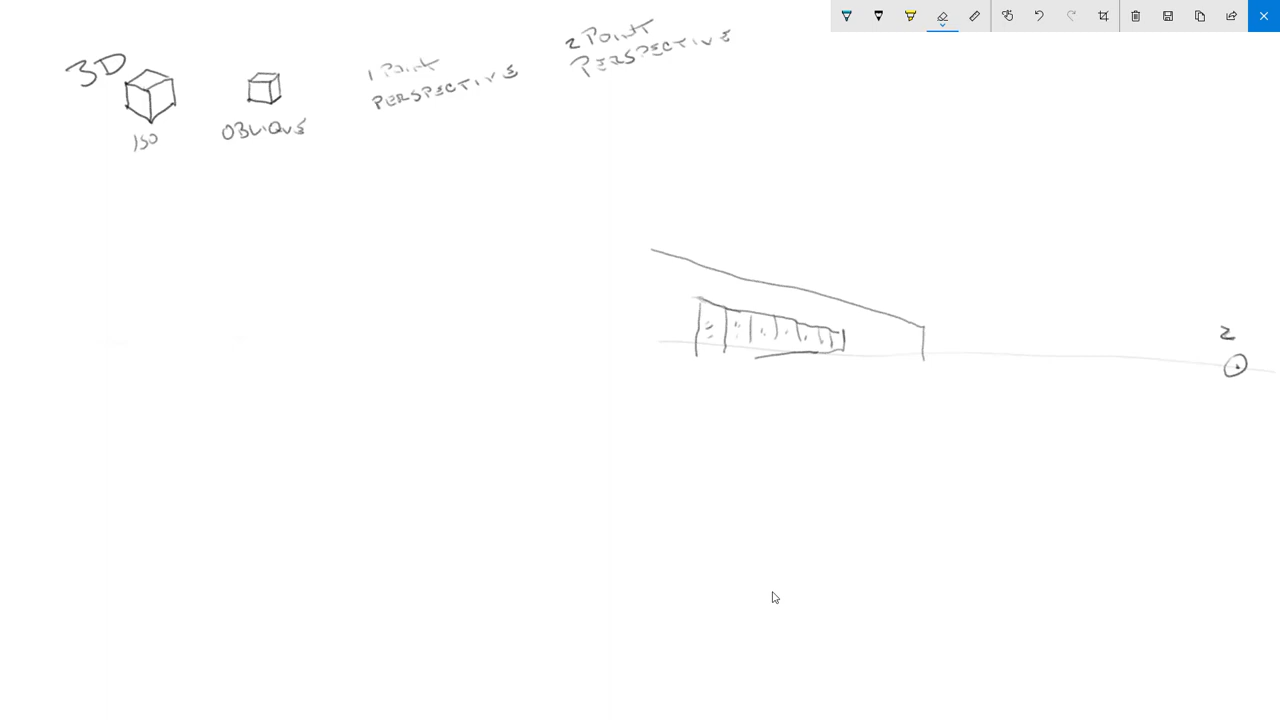 3D
ISO
OBLIQUE
1 POINT
PERSPECTIVE
2 POINT
PERSPECTIVE
2